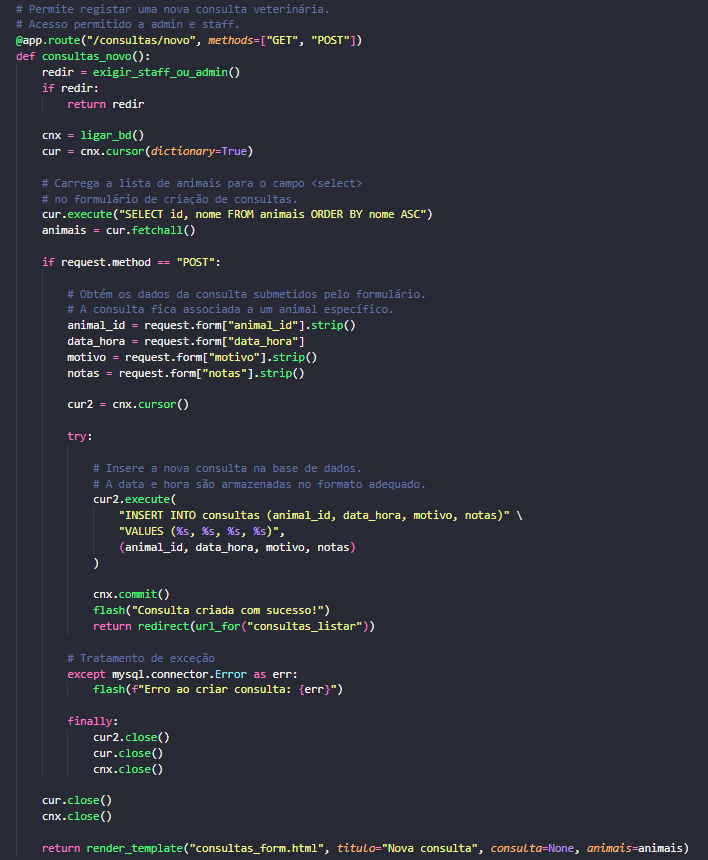 # Permite registar uma nova consulta veterinária.
# Acesso permitido a admin e staff.
@app.route("/consultas/novo", methods=["GET", "POST"])
def consultas_novo():
    redir = exigir_staff_ou_admin()
    if redir:
        return redir

    cnx = ligar_bd()
    cur = cnx.cursor(dictionary=True)

    # Carrega a lista de animais para o campo <select>
    # no formulário de criação de consultas.
    cur.execute("SELECT id, nome FROM animais ORDER BY nome ASC")
    animais = cur.fetchall()

    if request.method == "POST":

        # Obtém os dados da consulta submetidos pelo formulário.
        # A consulta fica associada a um animal específico.
        animal_id = request.form["animal_id"].strip()
        data_hora = request.form["data_hora"]
        motivo = request.form["motivo"].strip()
        notas = request.form["notas"].strip()

        cur2 = cnx.cursor()

        try:

            # Insere a nova consulta na base de dados.
            # A data e hora são armazenadas no formato adequado.
            cur2.execute(
                "INSERT INTO consultas (animal_id, data_hora, motivo, notas)" \
                "VALUES (%s, %s, %s, %s)",
                (animal_id, data_hora, motivo, notas)
            )

            cnx.commit()
            flash("Consulta criada com sucesso!")
            return redirect(url_for("consultas_listar"))

        # Tratamento de exceção
        except mysql.connector.Error as err:
            flash(f"Erro ao criar consulta: {err}")

        finally:
            cur2.close()
            cur.close()
            cnx.close()

    cur.close()
    cnx.close()

    return render_template("consultas_form.html", titulo="Nova consulta", consulta=None, animais=animais)